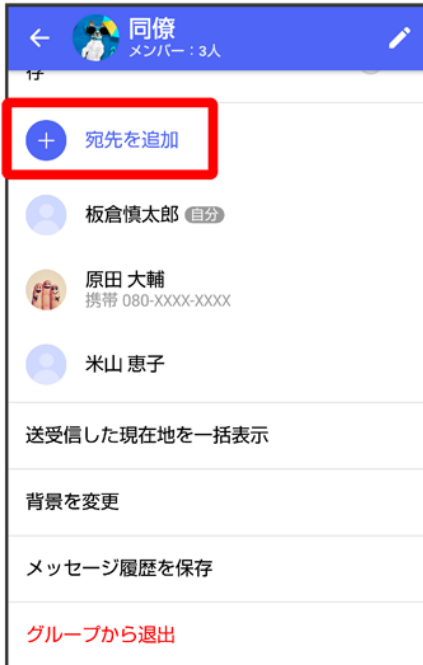 同僚
メンバー：3人
存
宛先を追加
板倉慎太郎 自分
原田 大輔
携帯 080-XXXX-XXXX
米山 恵子
送受信した現在地を一括表示
背景を変更
メッセージ履歴を保存
グループから退出